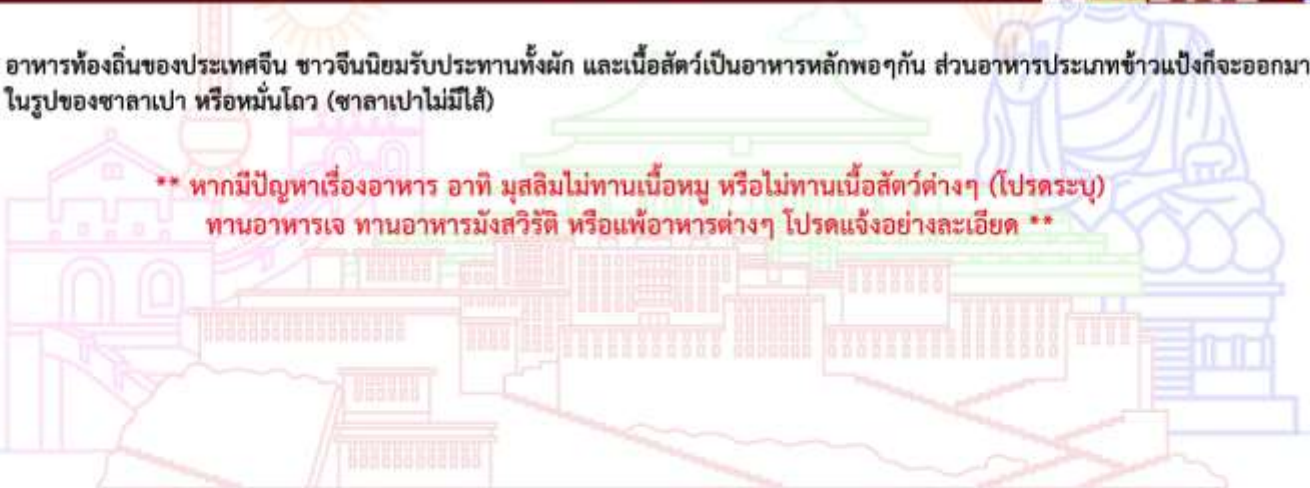 อาหารท้องถิ่นของประเทศจีน ชาวจีนนิยมรับประทานทั้งผัก และเนื้อสัตว์เป็นอาหารหลักพอๆกัน ส่วนอาหารประเภทข้าวแป้งก็จะออกมา
ในรูปของซาลาเปา หรือหมั่นโถว (ซาลาเปาไม่มีไส้)
** หากมีปัญหาเรื่องอาหาร อาทิ มุสลิมไม่ทานเนื้อหมู หรือไม่ทานเนื้อสัตว์ต่างๆ (โปรดระบุ)
ทานอาหารเจ ทานอาหารมังสวิรัติ หรือแพ้อาหารต่างๆ โปรดแจ้งอย่างละเอียด **